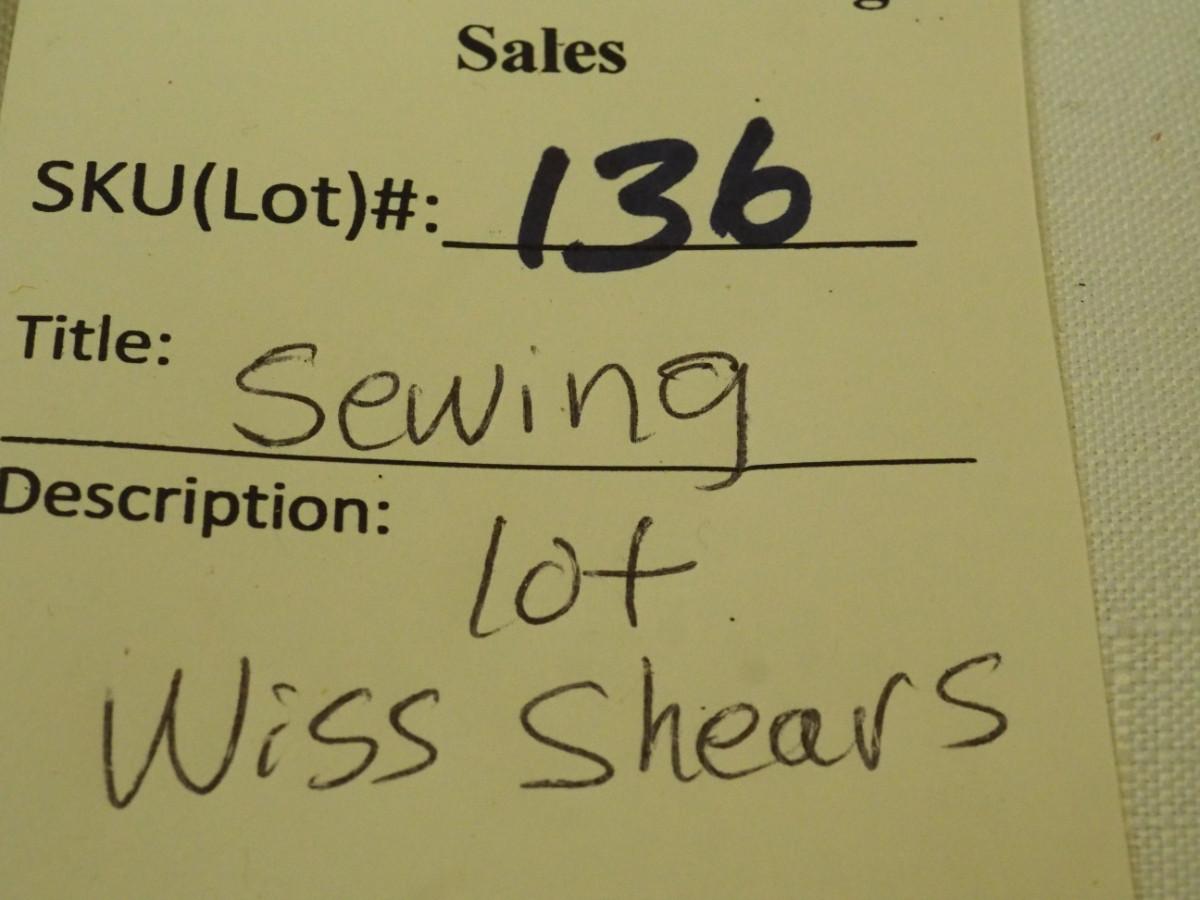 Sales
SKU(Lot)#: 136
Title: Sewing
Description: lot
Wiss Shears